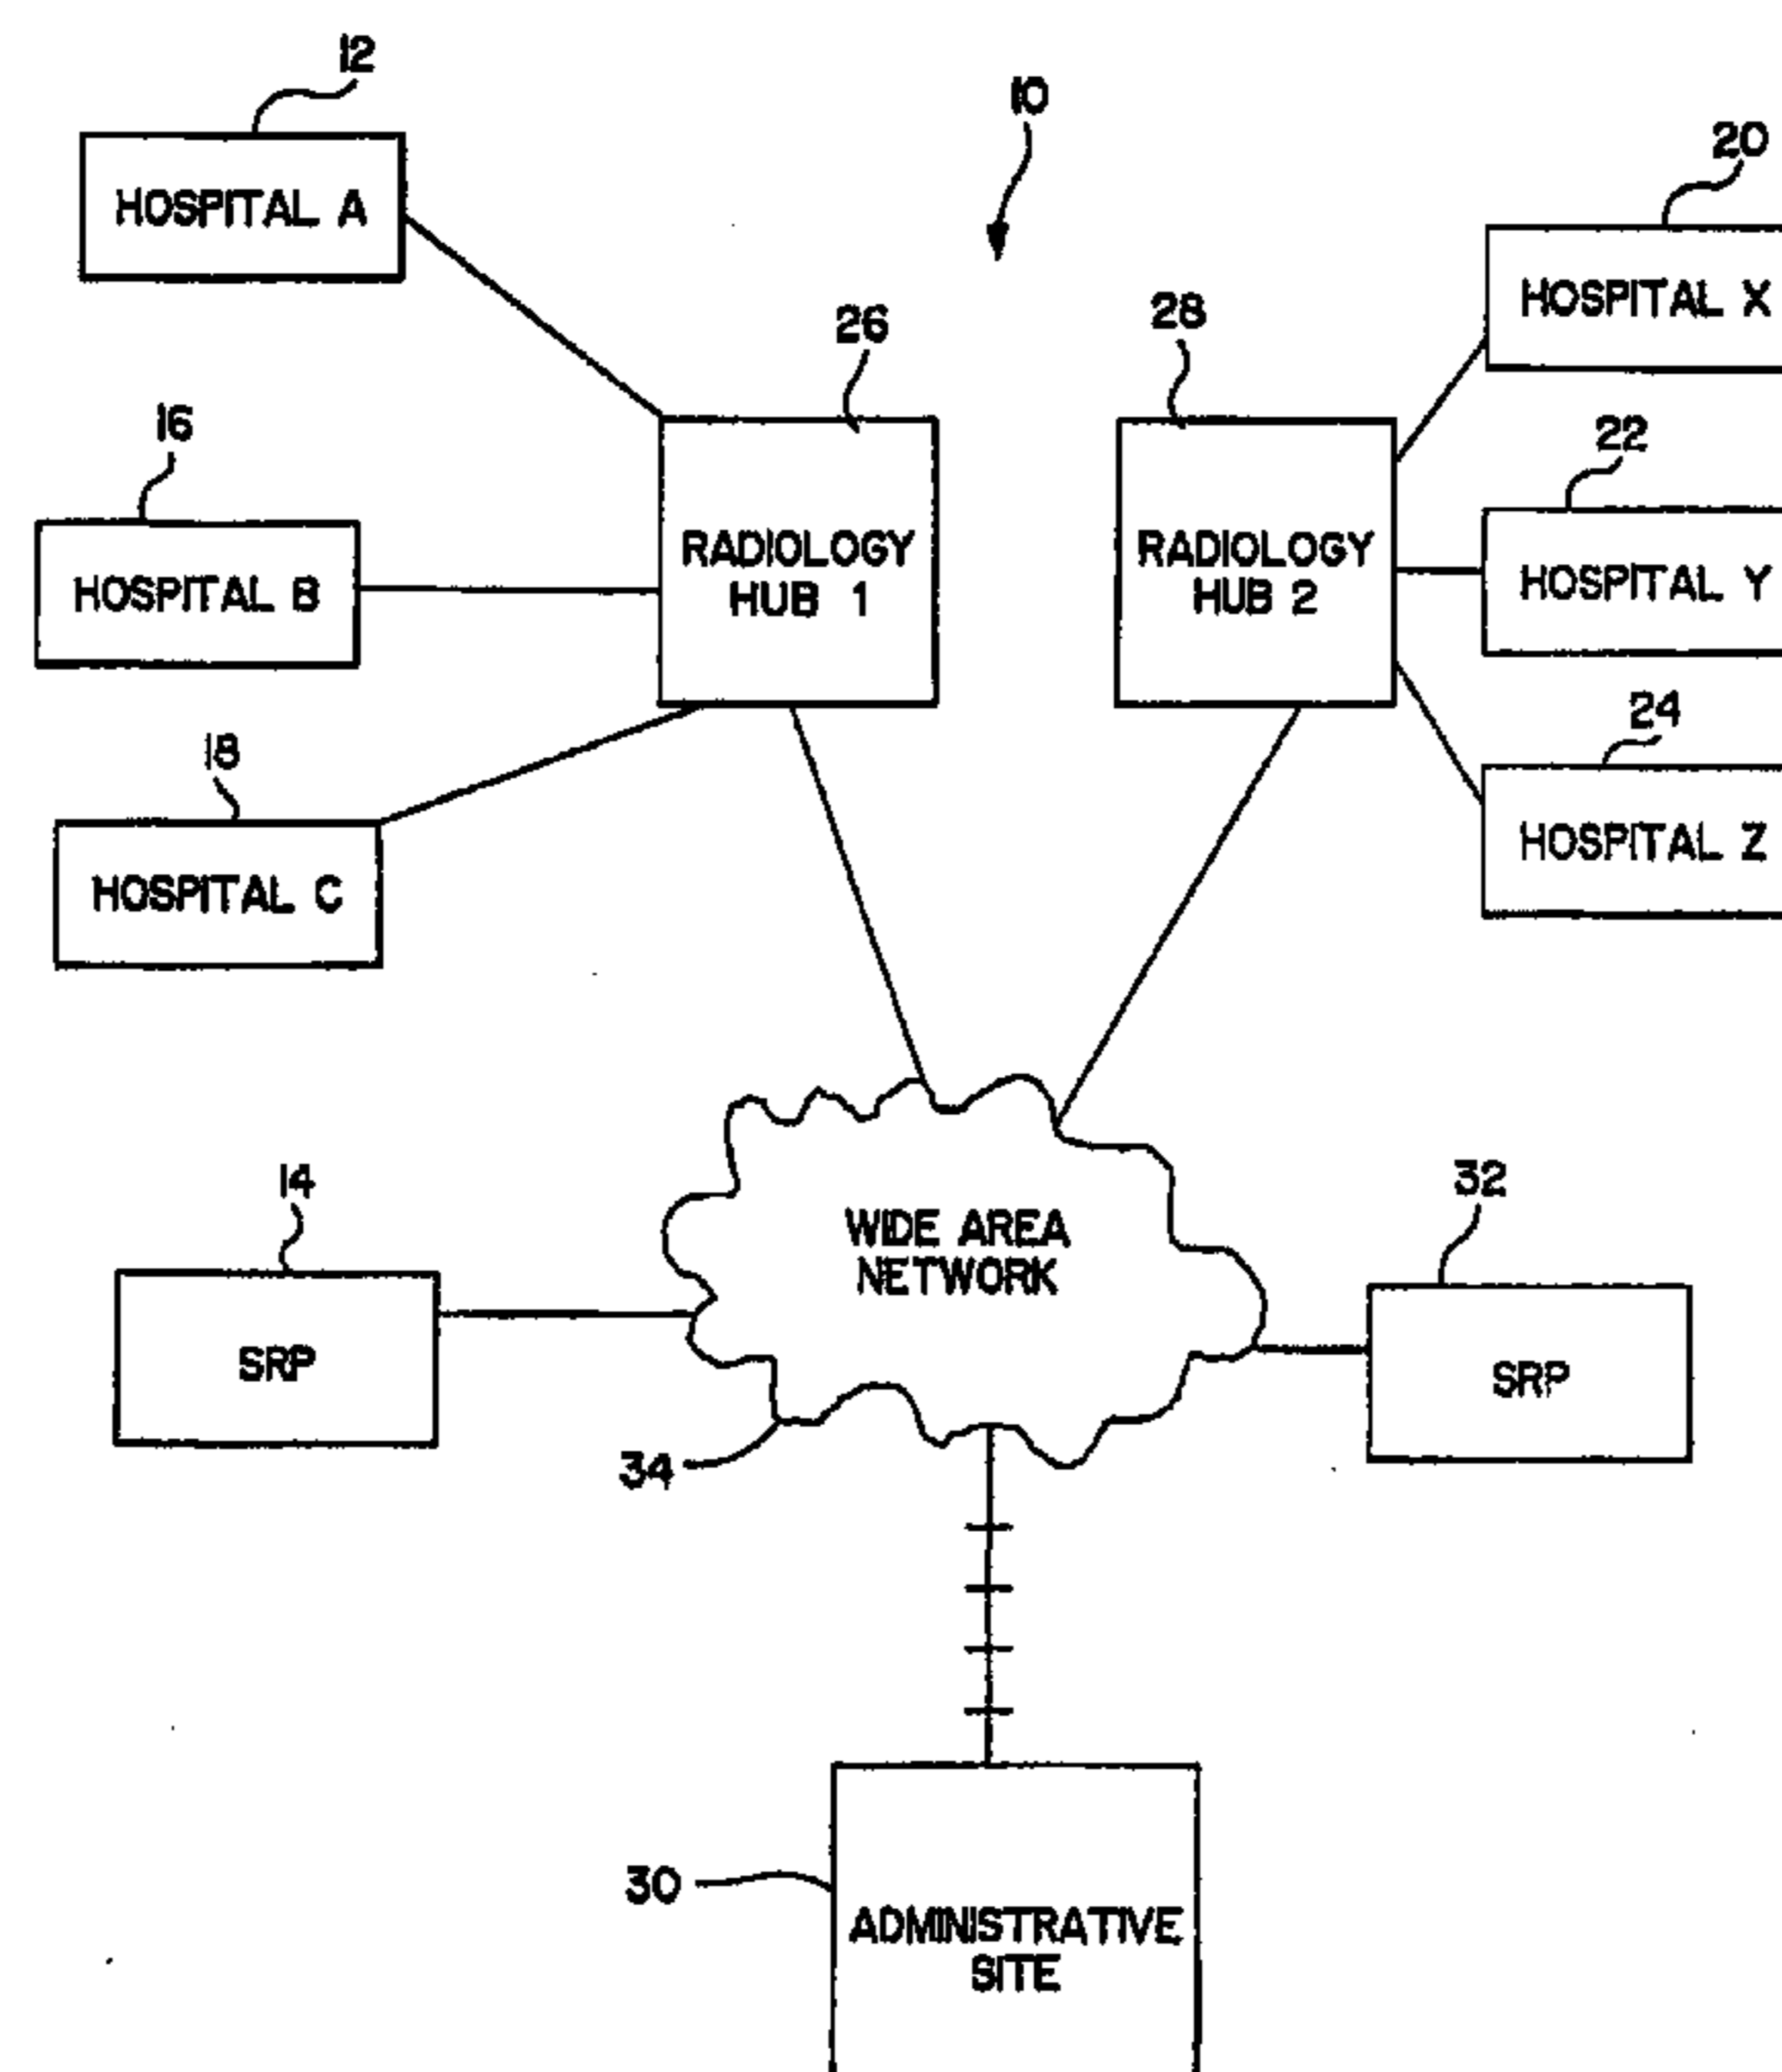 12
10
20
HOSPITAL A
HOSPITAL X
26
28
16
22
RADIOLOGY
HUB 1
RADIOLOGY
HUB 2
HOSPITAL B
HOSPITAL Y
24
18
HOSPITAL C
HOSPITAL Z
14
32
WIDE AREA
NETWORK
SRP
SRP
34
30
ADMINISTRATIVE
SITE